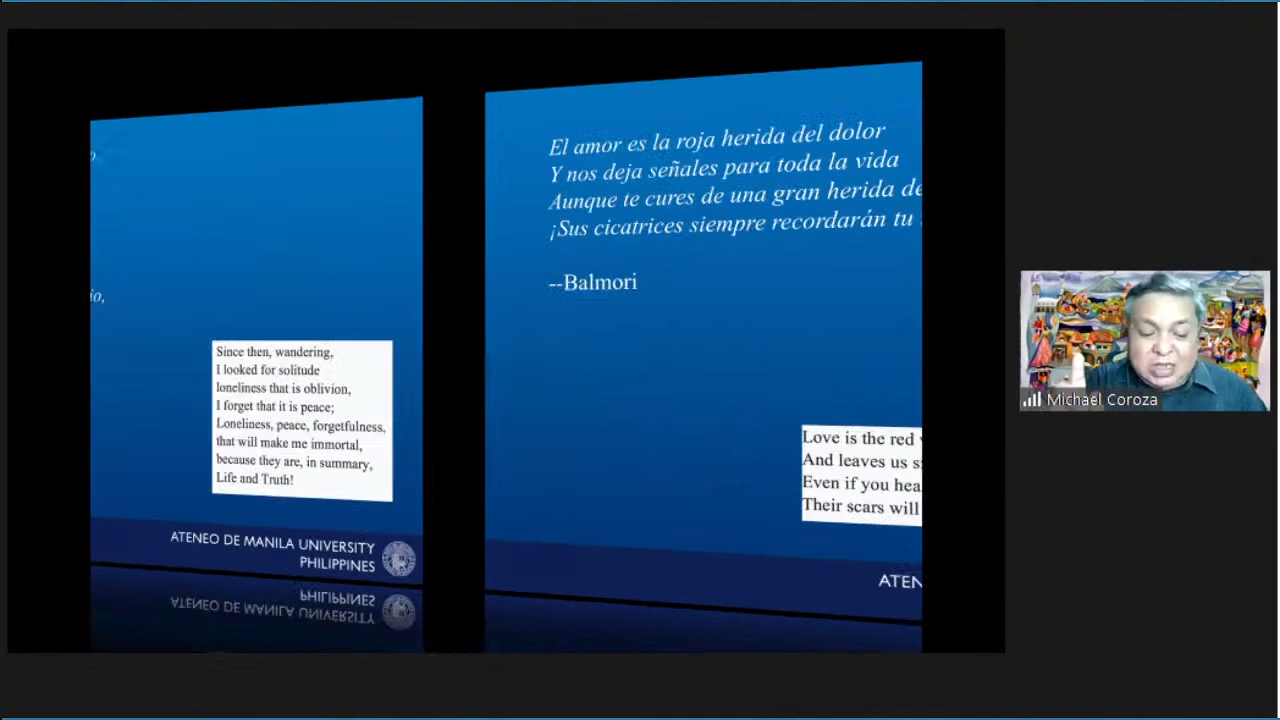 io,
Since then, wandering,
I looked for solitude
loneliness that is oblivion,
I forget that it is peace;
Loneliness, peace, forgetfulness,
that will make me immortal,
because they are, in summary,
Life and Truth!
ATENEO DE MANILA UNIVERSITY
PHILIPPINES
El amor es la roja herida del dolor
Y nos deja señales para toda la vida
Aunque te cures de una gran herida de
¡Sus cicatrices siempre recordarán tu
--Balmori
Love is the red
And leaves us s
Even if you hea
Their scars will
ATEN
Michael Coroza